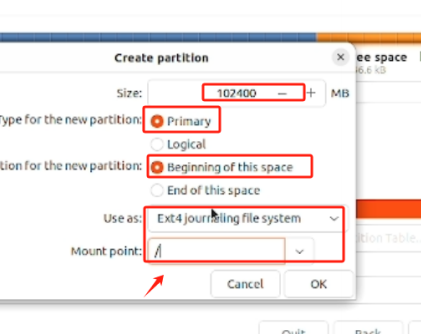 Create partition
ee space
6.6 kB
Size: 102400 − + MB
Type for the new partition: Primary
Logical
tion for the new partition: Beginning of this space
End of this space
Use as: Ext4 journaling file system
ition Table...
Mount point: /
Cancel OK
Quit Back